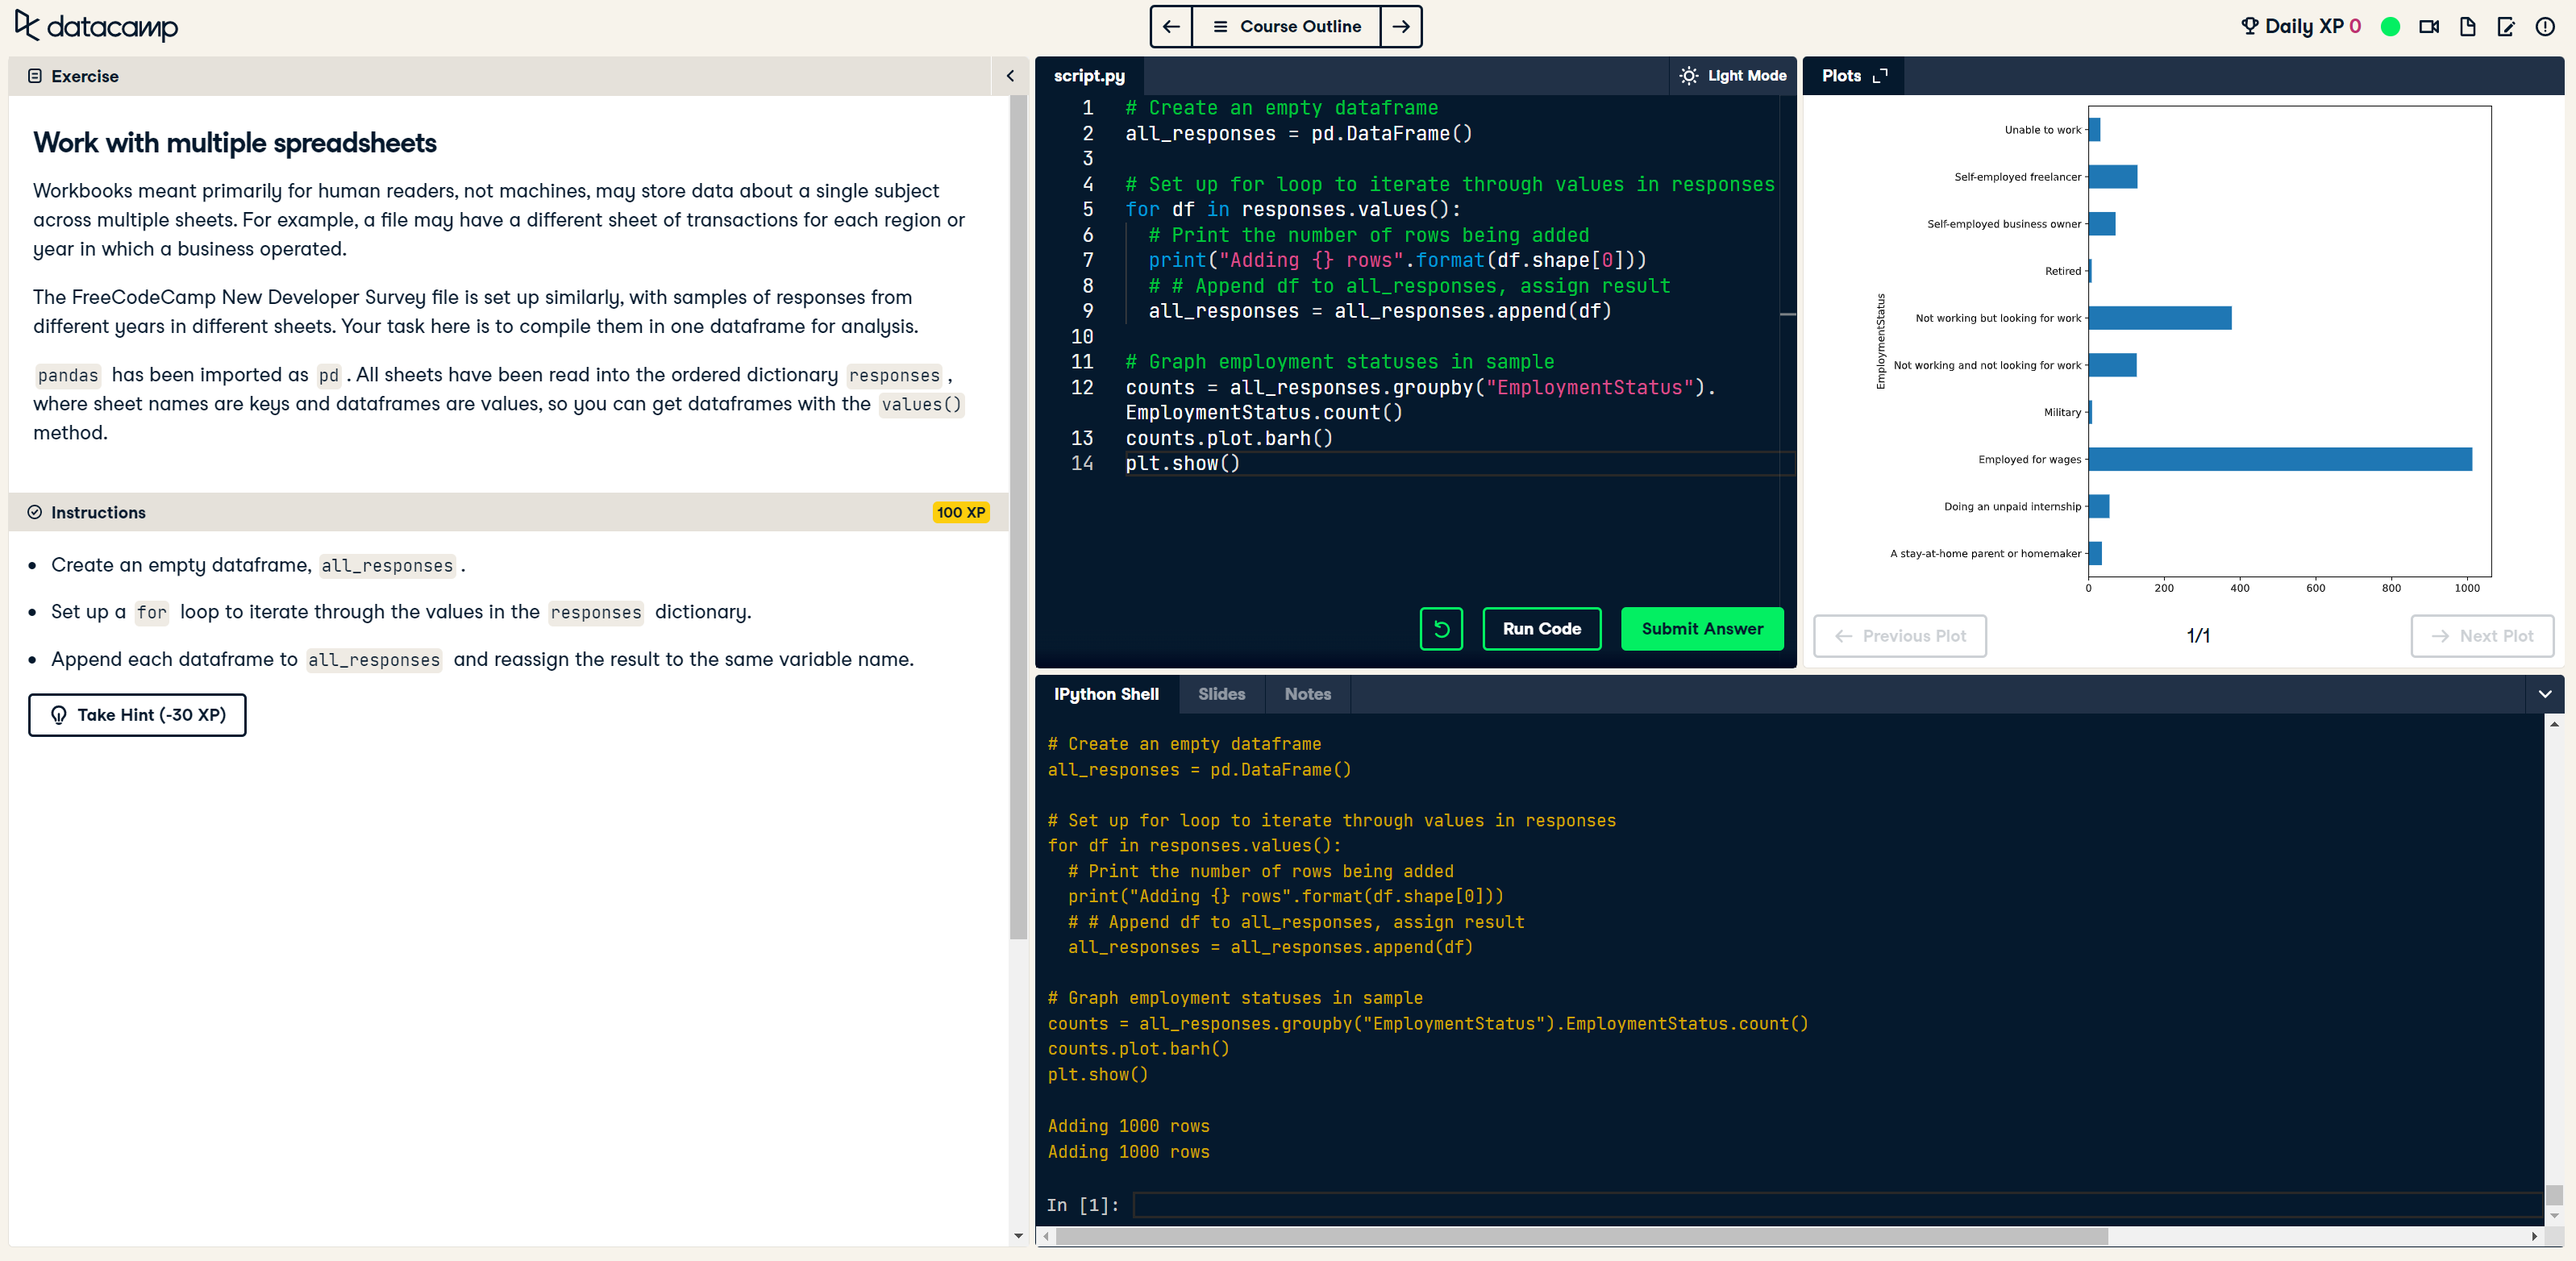 datacamp
Course Outline
Daily XP 0
Exercise
Work with multiple spreadsheets
Workbooks meant primarily for human readers, not machines, may store data about a single subject
across multiple sheets. For example, a file may have a different sheet of transactions for each region or
year in which a business operated.
The FreeCodeCamp New Developer Survey file is set up similarly, with samples of responses from
different years in different sheets. Your task here is to compile them in one dataframe for analysis.
pandas has been imported as pd . All sheets have been read into the ordered dictionary responses ,
where sheet names are keys and dataframes are values, so you can get dataframes with the values()
method.
Instructions
100 XP
Create an empty dataframe, all_responses .
Set up a for loop to iterate through the values in the responses dictionary.
Append each dataframe to all_responses and reassign the result to the same variable name.
Take Hint (-30 XP)
script.py
Light Mode
1 # Create an empty dataframe
2 all_responses = pd.DataFrame()
3
4 # Set up for loop to iterate through values in responses
5 for df in responses.values():
6 # Print the number of rows being added
7 print("Adding {} rows".format(df.shape[0]))
8 # # Append df to all_responses, assign result
9 all_responses = all_responses.append(df)
10
11 # Graph employment statuses in sample
12 counts = all_responses.groupby("EmploymentStatus").
EmploymentStatus.count()
13 counts.plot.barh()
14 plt.show()
Run Code
Submit Answer
Plots
EmploymentStatus
Unable to work
Self-employed freelancer
Self-employed business owner
Retired
Not working but looking for work
Not working and not looking for work
Military
Employed for wages
Doing an unpaid internship
A stay-at-home parent or homemaker
0 200 400 600 800 1000
Previous Plot
1/1
Next Plot
IPython Shell
Slides
Notes
# Create an empty dataframe
all_responses = pd.DataFrame()
# Set up for loop to iterate through values in responses
for df in responses.values():
# Print the number of rows being added
print("Adding {} rows".format(df.shape[0]))
# # Append df to all_responses, assign result
all_responses = all_responses.append(df)
# Graph employment statuses in sample
counts = all_responses.groupby("EmploymentStatus").EmploymentStatus.count()
counts.plot.barh()
plt.show()
Adding 1000 rows
Adding 1000 rows
In [1]: